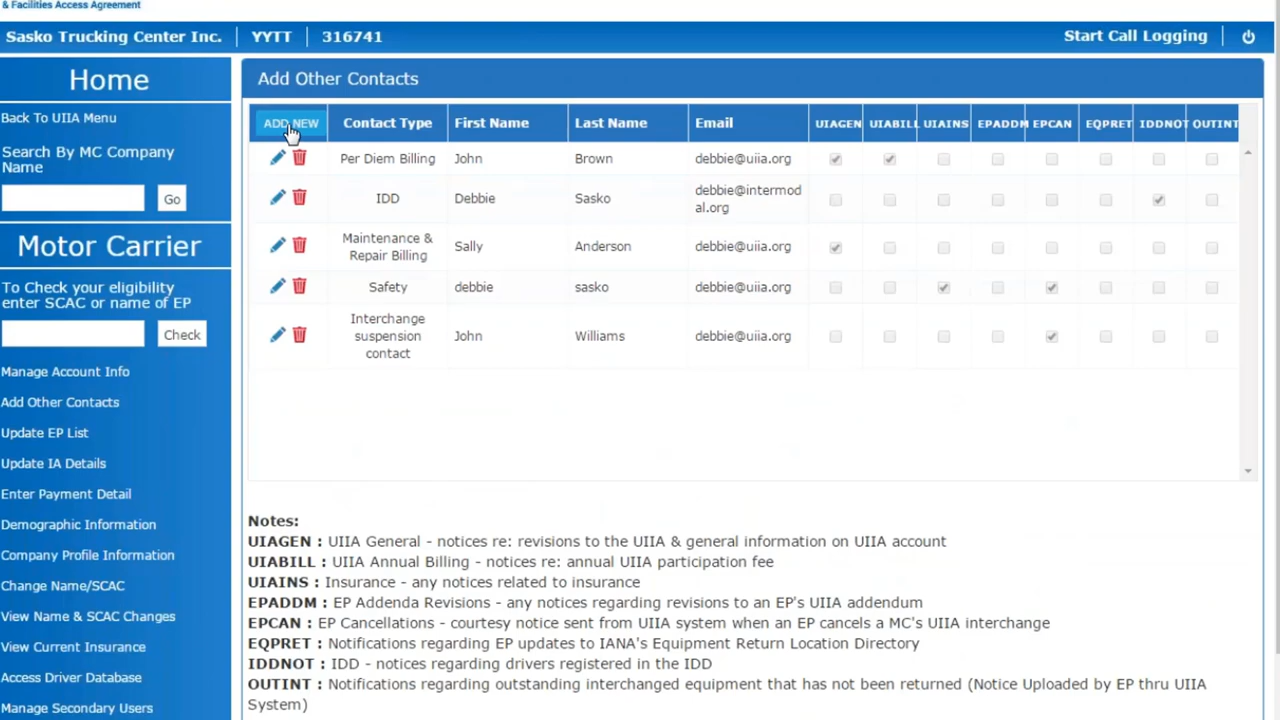 & Facilities Access Agreement
Sasko Trucking Center Inc. YYTT 316741 Start Call Logging
Home
Back To UIIA Menu
Search By MC Company
Name
Go
Motor Carrier
To Check your eligibility
enter SCAC or name of EP
Check
Manage Account Info
Add Other Contacts
Update EP List
Update IA Details
Enter Payment Detail
Demographic Information
Company Profile Information
Change Name/SCAC
View Name & SCAC Changes
View Current Insurance
Access Driver Database
Manage Secondary Users
Add Other Contacts
ADD NEW Contact Type First Name Last Name Email UIAGEN UIABILL UIAINS EPADDM EPCAN EQPRET IDDNOT OUTINT
Per Diem Billing John Brown debbie@uiia.org
IDD Debbie Sasko debbie@intermod
al.org
Maintenance &
Repair Billing Sally Anderson debbie@uiia.org
Safety debbie sasko debbie@uiia.org
Interchange
suspension John Williams debbie@uiia.org
contact
Notes:
UIAGEN : UIIA General - notices re: revisions to the UIIA & general information on UIIA account
UIABILL : UIIA Annual Billing - notices re: annual UIIA participation fee
UIAINS : Insurance - any notices related to insurance
EPADDM : EP Addenda Revisions - any notices regarding revisions to an EP's UIIA addendum
EPCAN : EP Cancellations - courtesy notice sent from UIIA system when an EP cancels a MC's UIIA interchange
EQPRET : Notifications regarding EP updates to IANA's Equipment Return Location Directory
IDDNOT : IDD - notices regarding drivers registered in the IDD
OUTINT : Notifications regarding outstanding interchanged equipment that has not been returned (Notice Uploaded by EP thru UIIA
System)